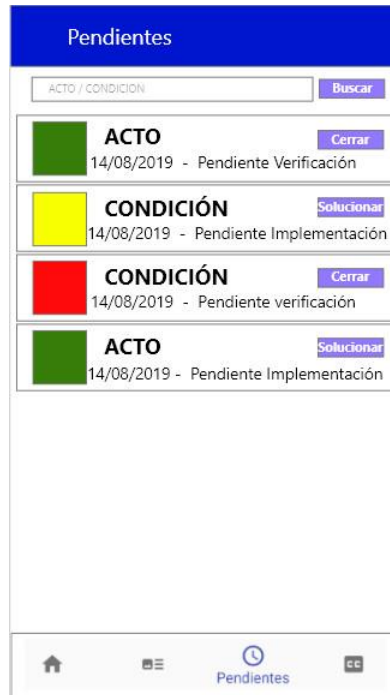 Pendientes
ACTO / CONDICION
Buscar
ACTO
Cerrar
14/08/2019 - Pendiente Verificación
CONDICIÓN
Solucionar
14/08/2019 - Pendiente Implementación
CONDICIÓN
Cerrar
14/08/2019 - Pendiente verificación
ACTO
Solucionar
14/08/2019 - Pendiente Implementación
Pendientes
CC